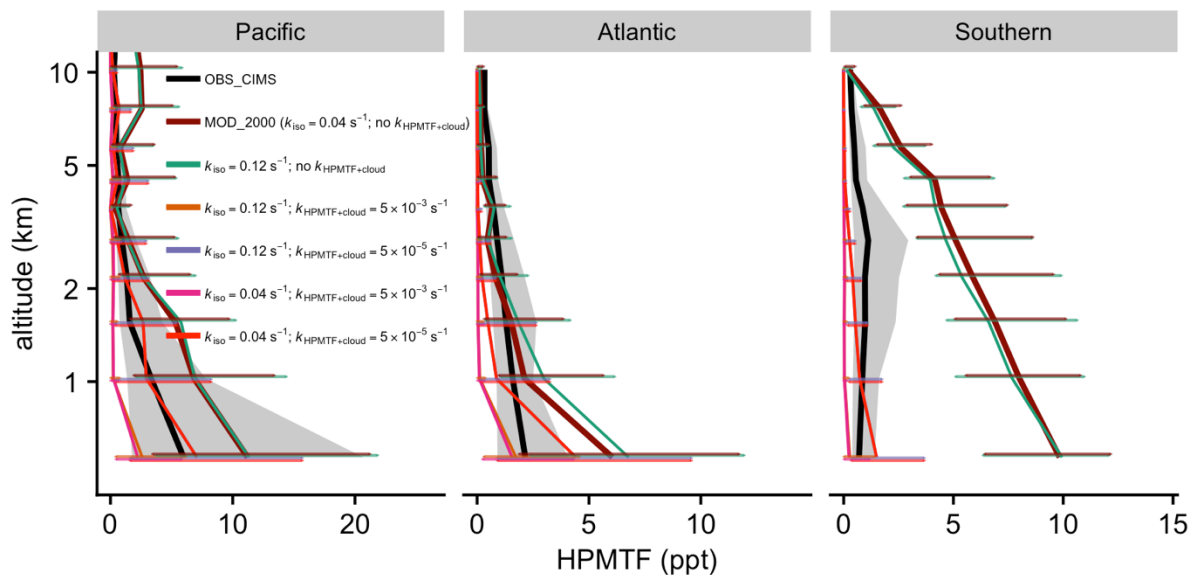 Pacific Atlantic Southern
10
5
2
1
altitude (km)
OBS_CIMS
MOD_2000 (kiso = 0.04 s⁻¹; no kHPMTF+cloud)
kiso = 0.12 s⁻¹; no kHPMTF+cloud
kiso = 0.12 s⁻¹; kHPMTF+cloud = 5 × 10⁻³ s⁻¹
kiso = 0.12 s⁻¹; kHPMTF+cloud = 5 × 10⁻⁵ s⁻¹
kiso = 0.04 s⁻¹; kHPMTF+cloud = 5 × 10⁻³ s⁻¹
kiso = 0.04 s⁻¹; kHPMTF+cloud = 5 × 10⁻⁵ s⁻¹
0 10 20 0 5 10 0 5 10 15
HPMTF (ppt)